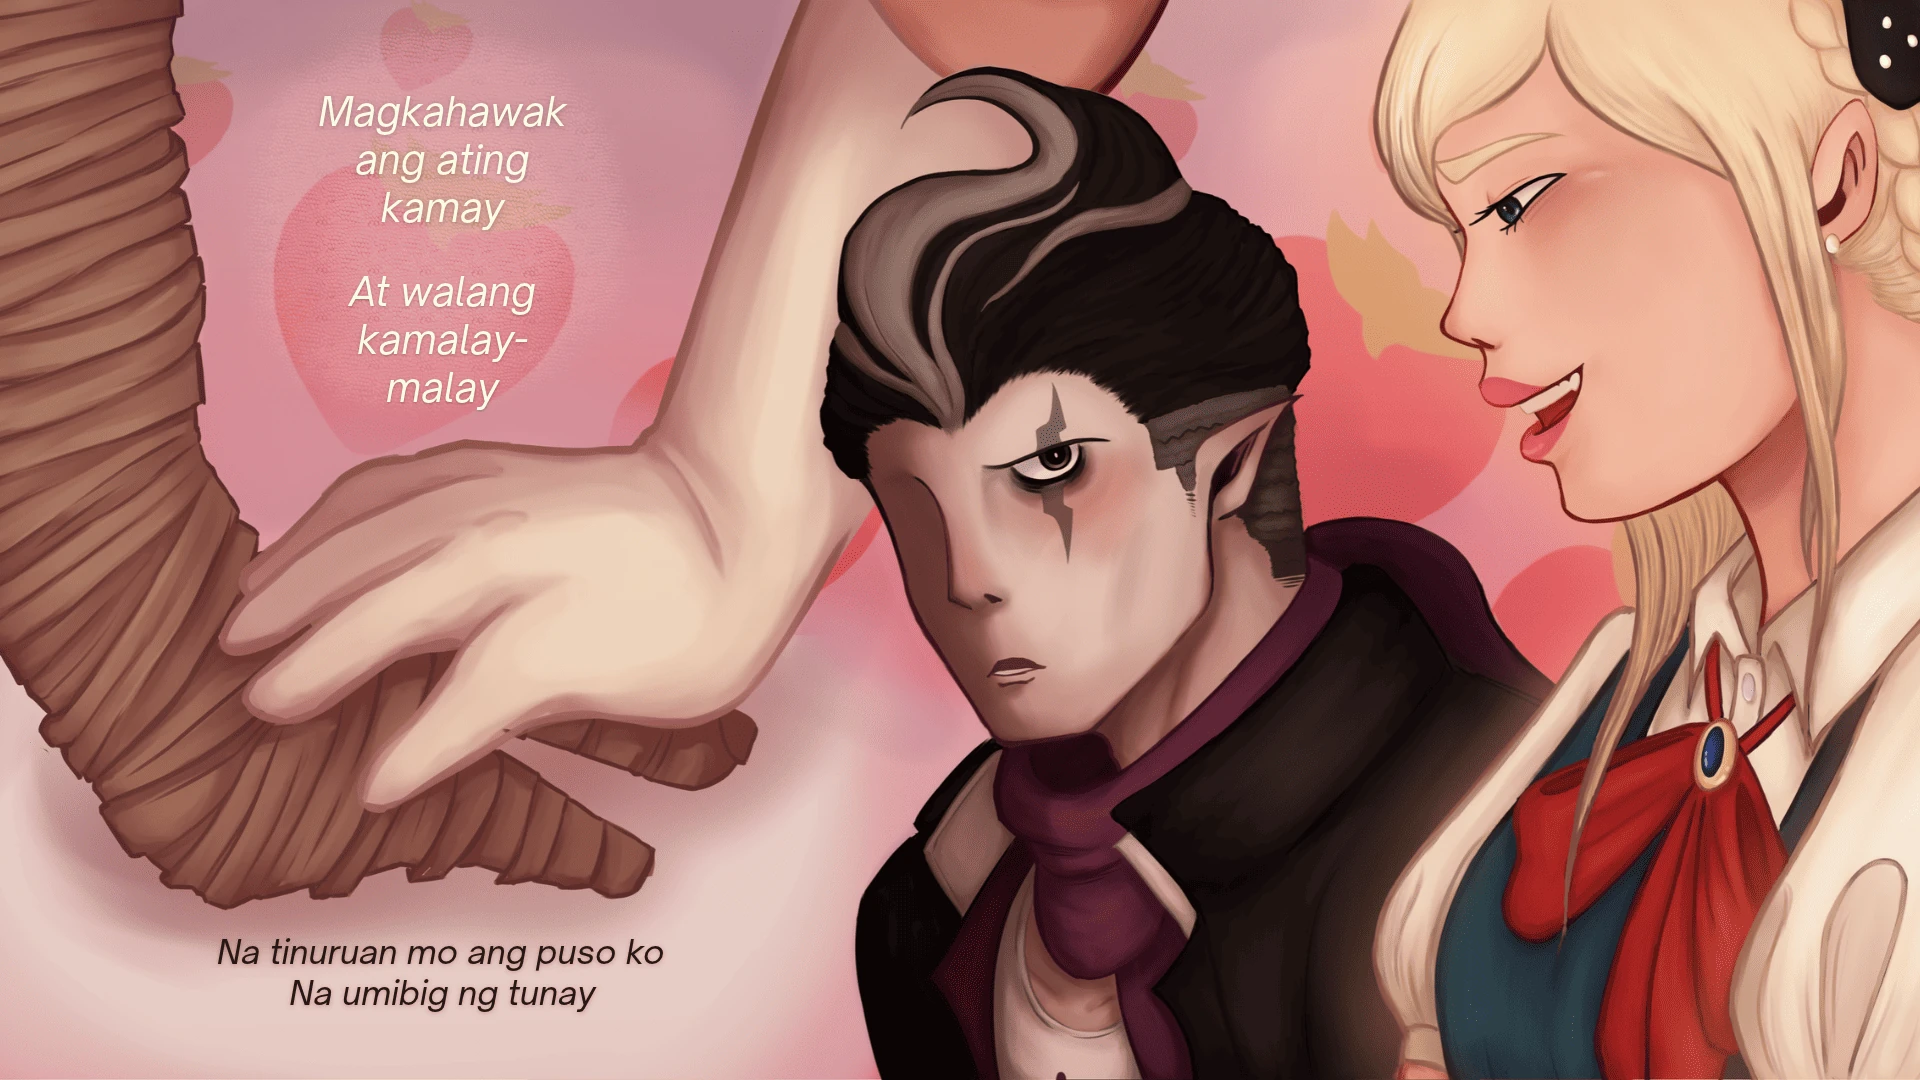 Magkahawak
ang ating
kamay
At walang
kamalay-
malay
Na tinuruan mo ang puso ko
Na umibig ng tunay